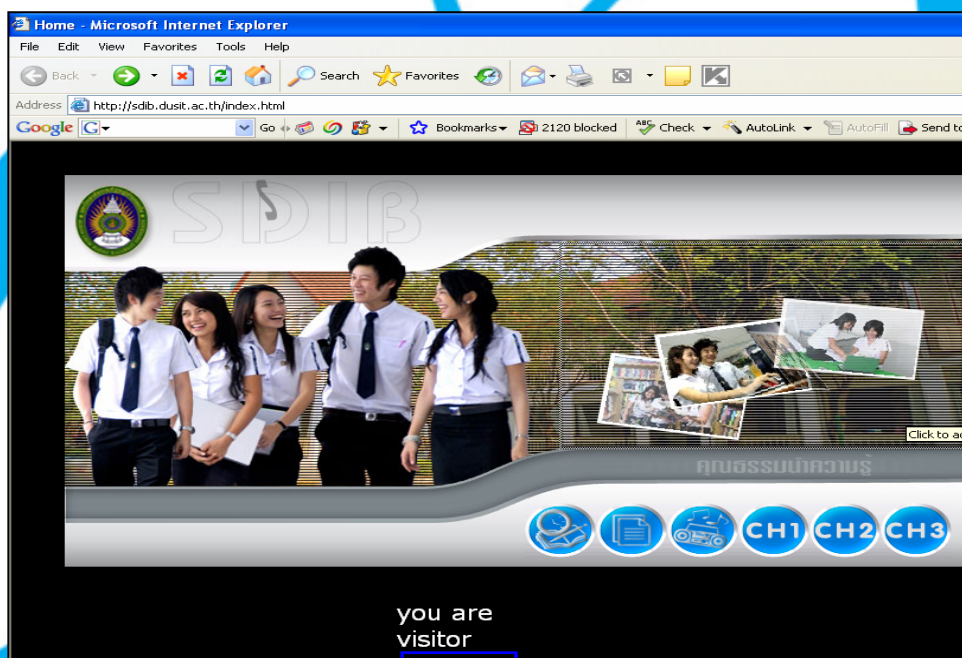 Home - Microsoft Internet Explorer
File Edit View Favorites Tools Help
Back Search Favorites
Address http://sdib.dusit.ac.th/index.html
Google G Go Bookmarks 2120 blocked ABC Check AutoLink AutoFill Send to
SDIB
Click to ac
คุณธรรมนำความรู้
CH1 CH2 CH3
you are
visitor